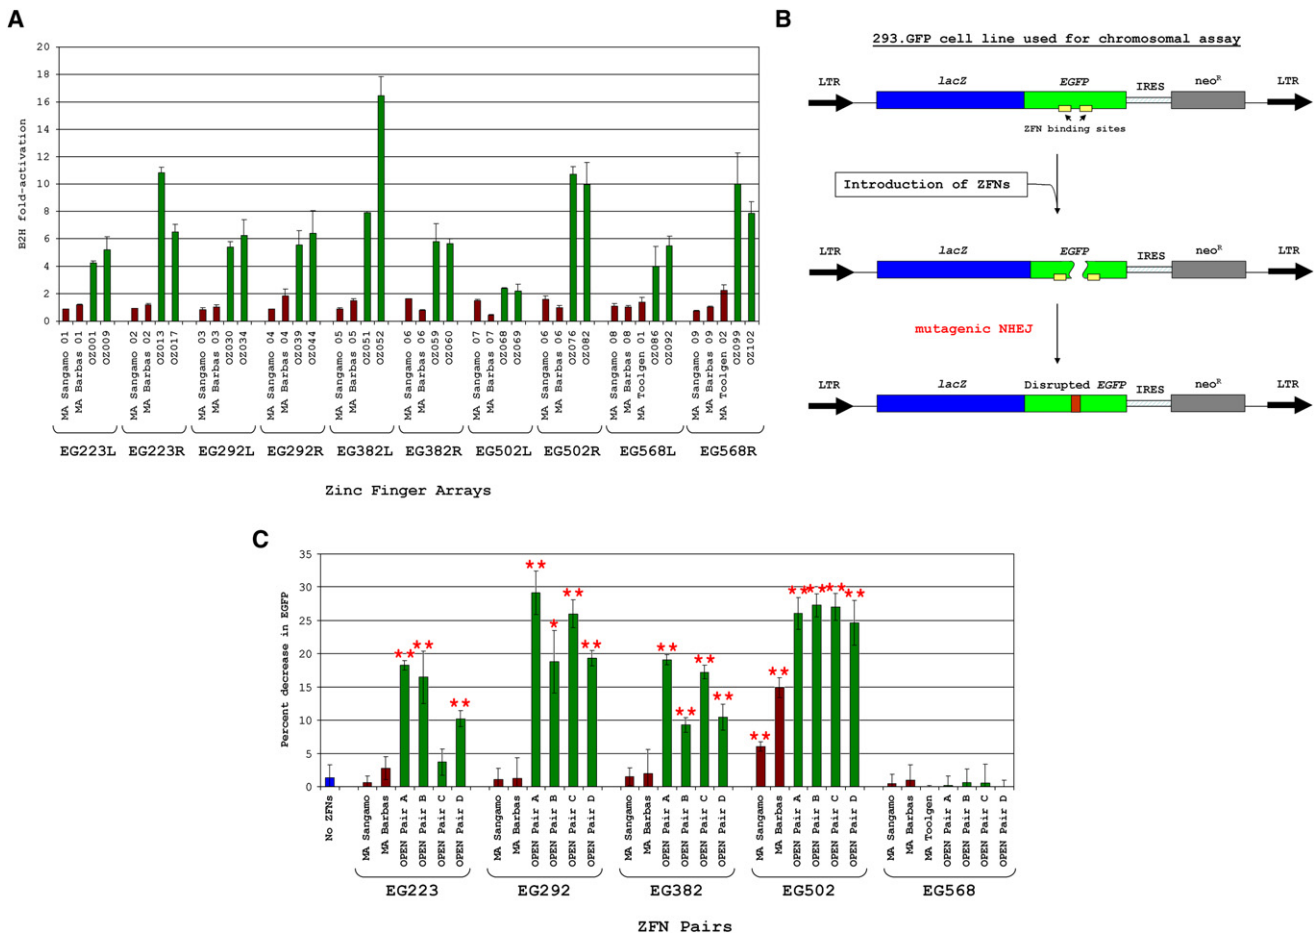 A
20
18
16
14
12
10
8
6
4
2
0
B2H fold-activation
MA Sangamo 01
MA Barbas 01
OZ001
OZ009
MA Sangamo 02
MA Barbas 02
OZ013
OZ017
MA Sangamo 03
MA Barbas 03
OZ030
OZ034
MA Sangamo 04
MA Barbas 04
OZ039
OZ044
MA Sangamo 05
MA Barbas 05
OZ051
OZ052
MA Sangamo 06
MA Barbas 06
OZ059
OZ060
MA Sangamo 07
MA Barbas 07
OZ068
OZ069
MA Sangamo 06
MA Barbas 06
OZ076
OZ082
MA Sangamo 08
MA Barbas 08
MA Toolgen 01
OZ086
OZ092
MA Sangamo 09
MA Barbas 09
MA Toolgen 02
OZ099
OZ102
EG223L EG223R EG292L EG292R EG382L EG382R EG502L EG502R EG568L EG568R
Zinc Finger Arrays
B
293.GFP cell line used for chromosomal assay
LTR lacZ EGFP IRES neoR LTR
ZFN binding sites
Introduction of ZFNs
LTR lacZ EGFP IRES neoR LTR
mutagenic NHEJ
LTR lacZ Disrupted EGFP IRES neoR LTR
C
35
30
25
20
15
10
5
0
Percent decrease in EGFP
** ** ** ** * ** ** ** ** ** ** ** ** ** ** ** **
No ZFNs
MA Sangamo
MA Barbas
OPEN Pair A
OPEN Pair B
OPEN Pair C
OPEN Pair D
MA Sangamo
MA Barbas
OPEN Pair A
OPEN Pair B
OPEN Pair C
OPEN Pair D
MA Sangamo
MA Barbas
OPEN Pair A
OPEN Pair B
OPEN Pair C
OPEN Pair D
MA Sangamo
MA Barbas
OPEN Pair A
OPEN Pair B
OPEN Pair C
OPEN Pair D
MA Sangamo
MA Barbas
MA Toolgen
OPEN Pair A
OPEN Pair B
OPEN Pair C
OPEN Pair D
EG223 EG292 EG382 EG502 EG568
ZFN Pairs